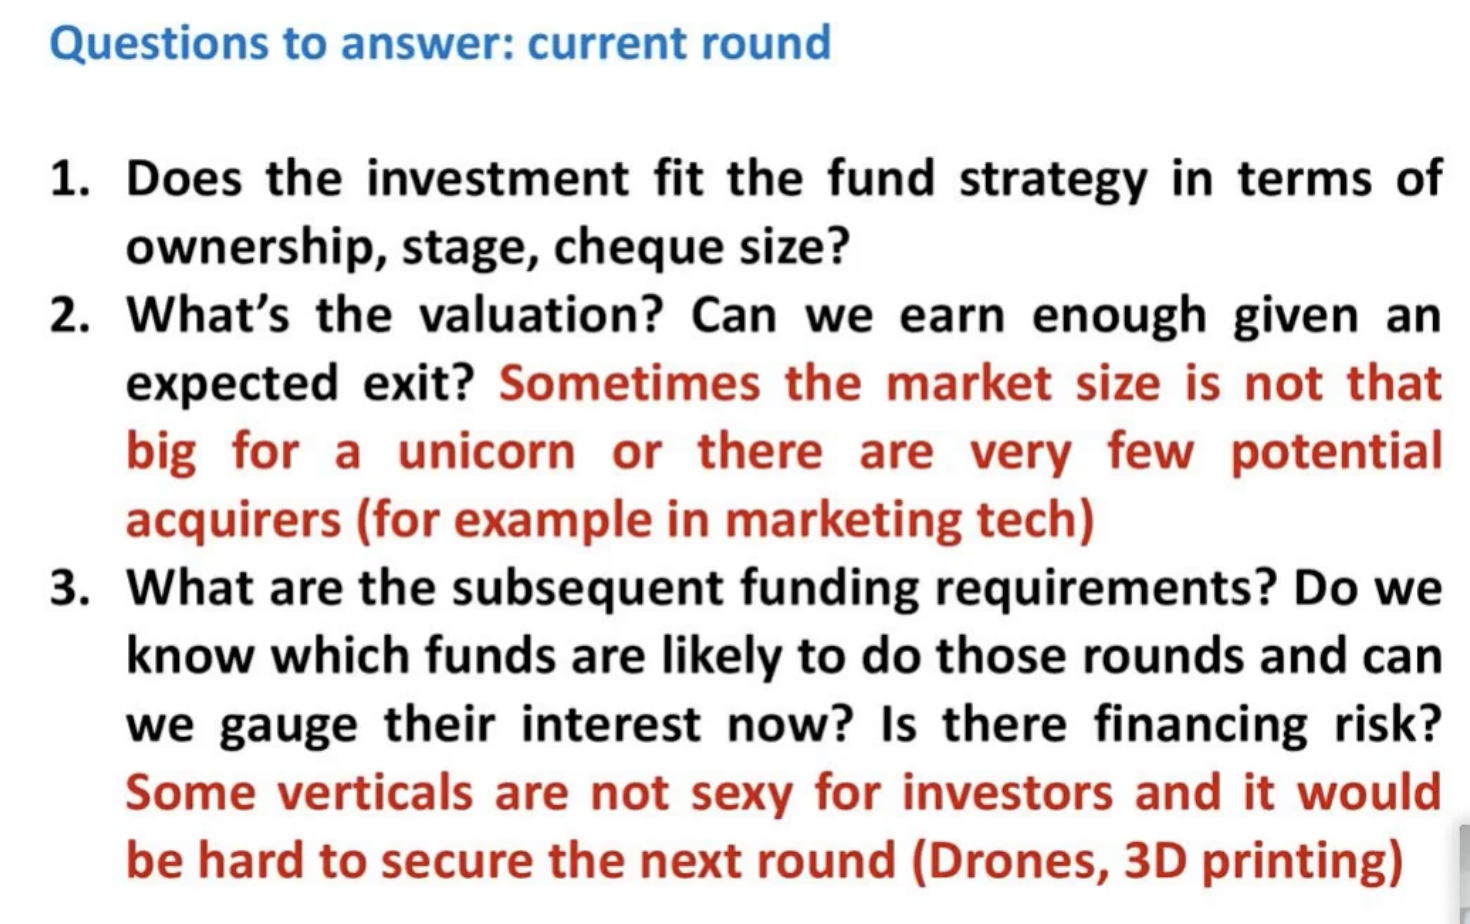 Questions to answer: current round
1. Does the investment fit the fund strategy in terms of
ownership, stage, cheque size?
2. What's the valuation? Can we earn enough given an
expected exit? Sometimes the market size is not that
big for a unicorn or there are very few potential
acquirers (for example in marketing tech)
3. What are the subsequent funding requirements? Do we
know which funds are likely to do those rounds and can
we gauge their interest now? Is there financing risk?
Some verticals are not sexy for investors and it would
be hard to secure the next round (Drones, 3D printing)